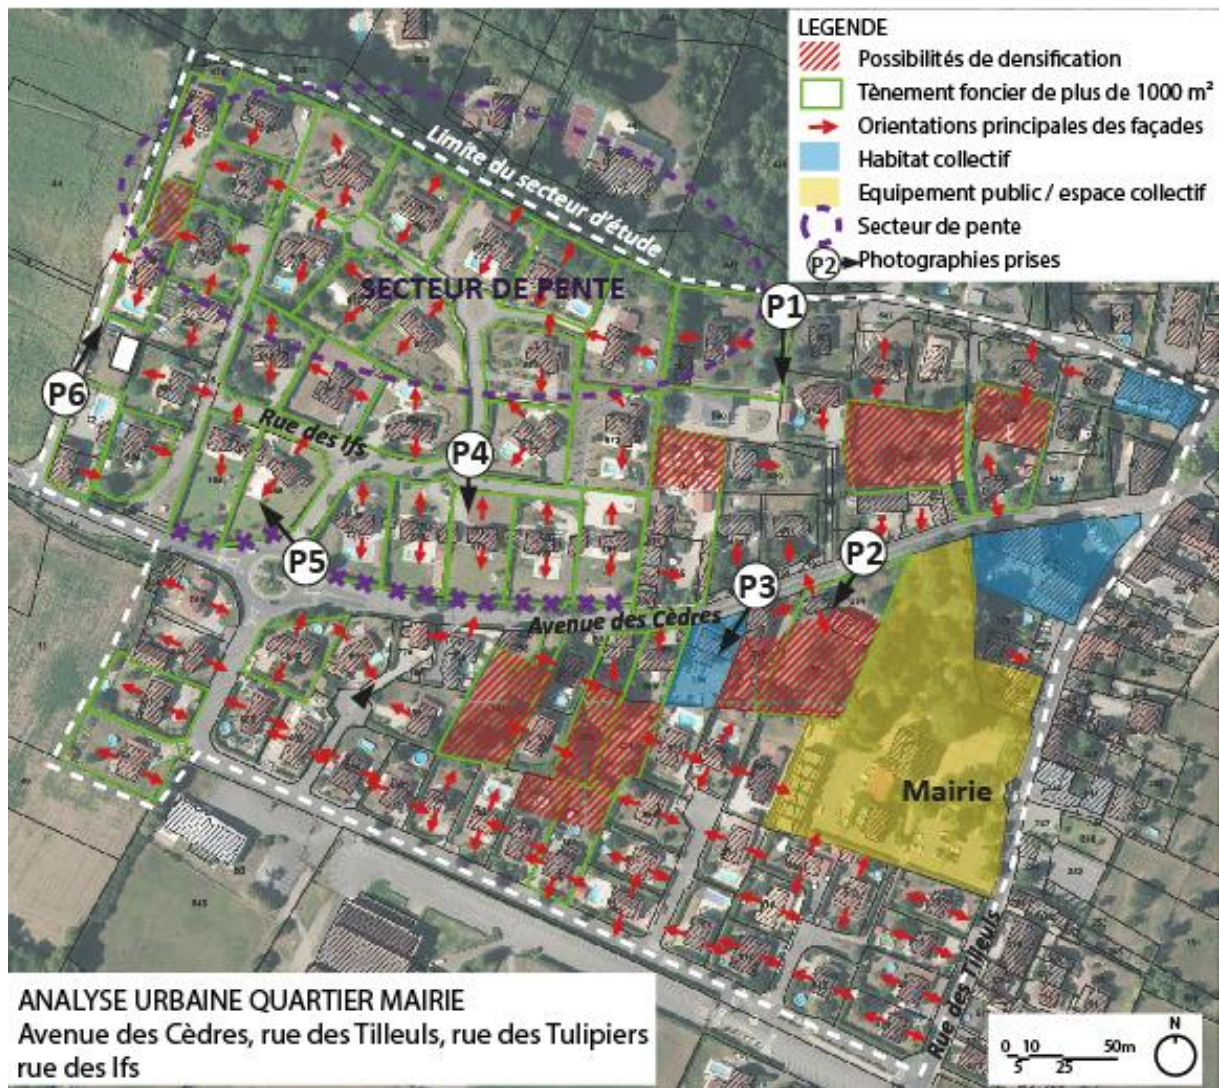 LEGENDE
Possibilités de densification
Tènement foncier de plus de 1000 m²
Orientations principales des façades
Habitat collectif
Equipement public / espace collectif
Secteur de pente
P2 Photographies prises
Limite du secteur d'étude
SECTEUR DE PENTE
P1
P6
Rue des Ifs
P4
P5
P2
P3
Avenue des Cèdres
Mairie
Rue des Tilleuls
ANALYSE URBAINE QUARTIER MAIRIE
Avenue des Cèdres, rue des Tilleuls, rue des Tulipiers
rue des Ifs
N
0 10 50m
5 25